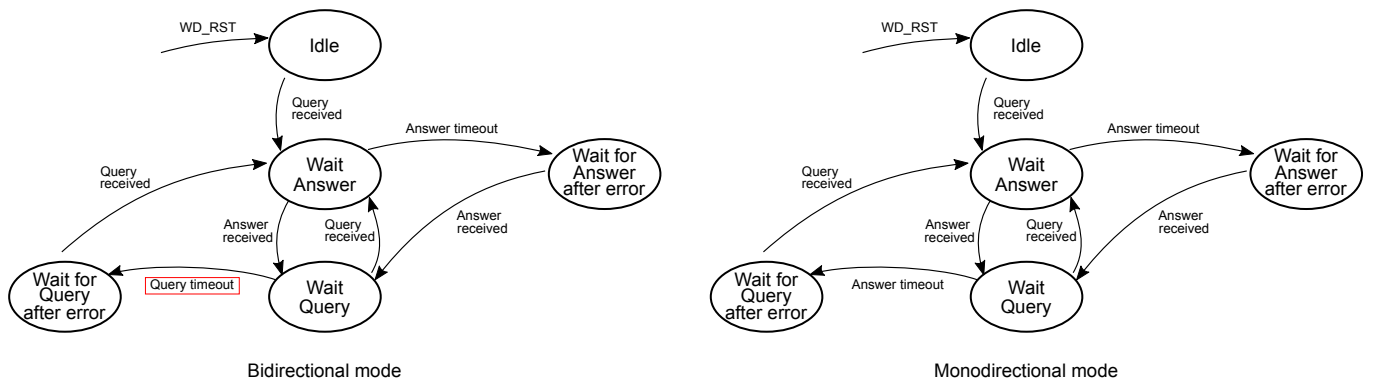 WD_RST
Idle
Query
received
Answer timeout
Wait
Answer
Wait for
Answer
after error
Query
received
Answer
received
Query
received
Answer
received
Wait for
Query
after error
Query timeout
Wait
Query
Bidirectional mode
WD_RST
Idle
Query
received
Answer timeout
Wait
Answer
Wait for
Answer
after error
Query
received
Answer
received
Query
received
Answer
received
Wait for
Query
after error
Answer timeout
Wait
Query
Monodirectional mode